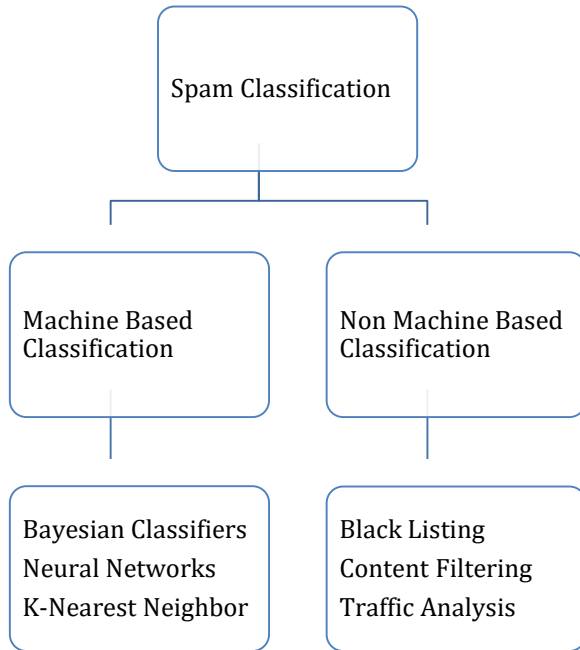 Spam Classification
Machine Based
Classification
Non Machine Based
Classification
Bayesian Classifiers
Neural Networks
K-Nearest Neighbor
Black Listing
Content Filtering
Traffic Analysis